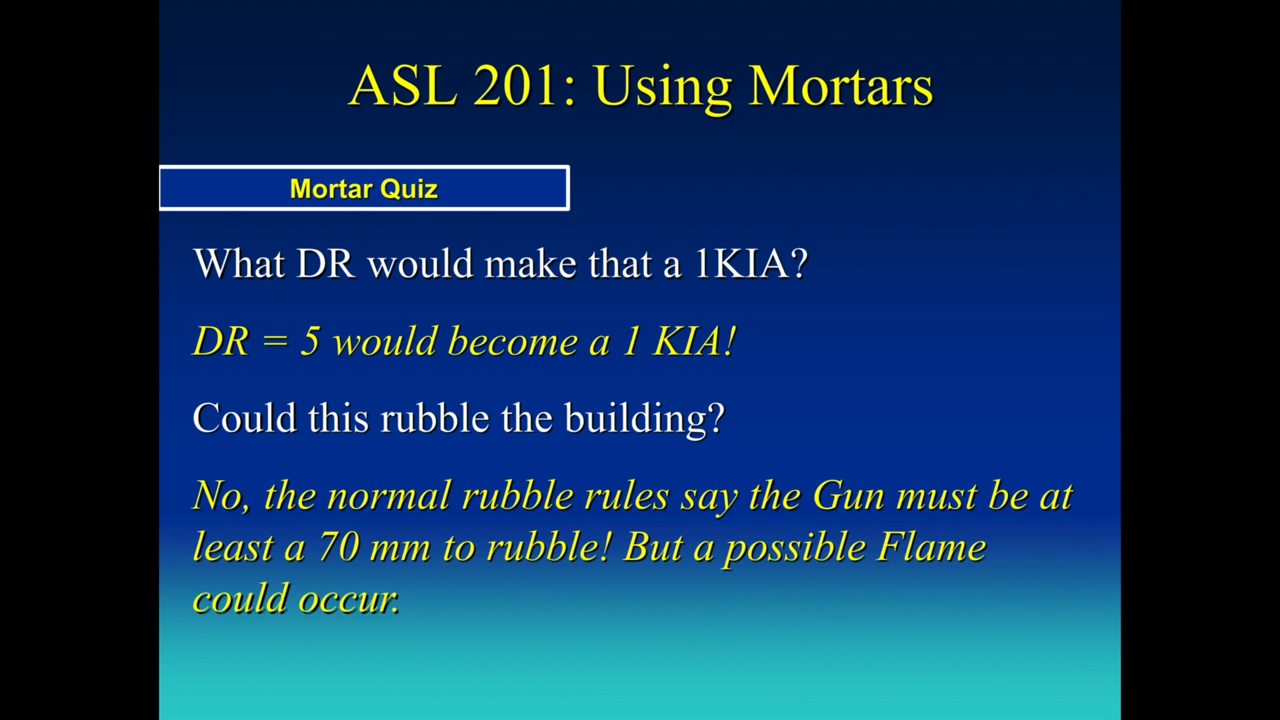 ASL 201: Using Mortars
Mortar Quiz
What DR would make that a 1KIA?
DR = 5 would become a 1 KIA!
Could this rubble the building?
No, the normal rubble rules say the Gun must be at
least a 70 mm to rubble! But a possible Flame
could occur.